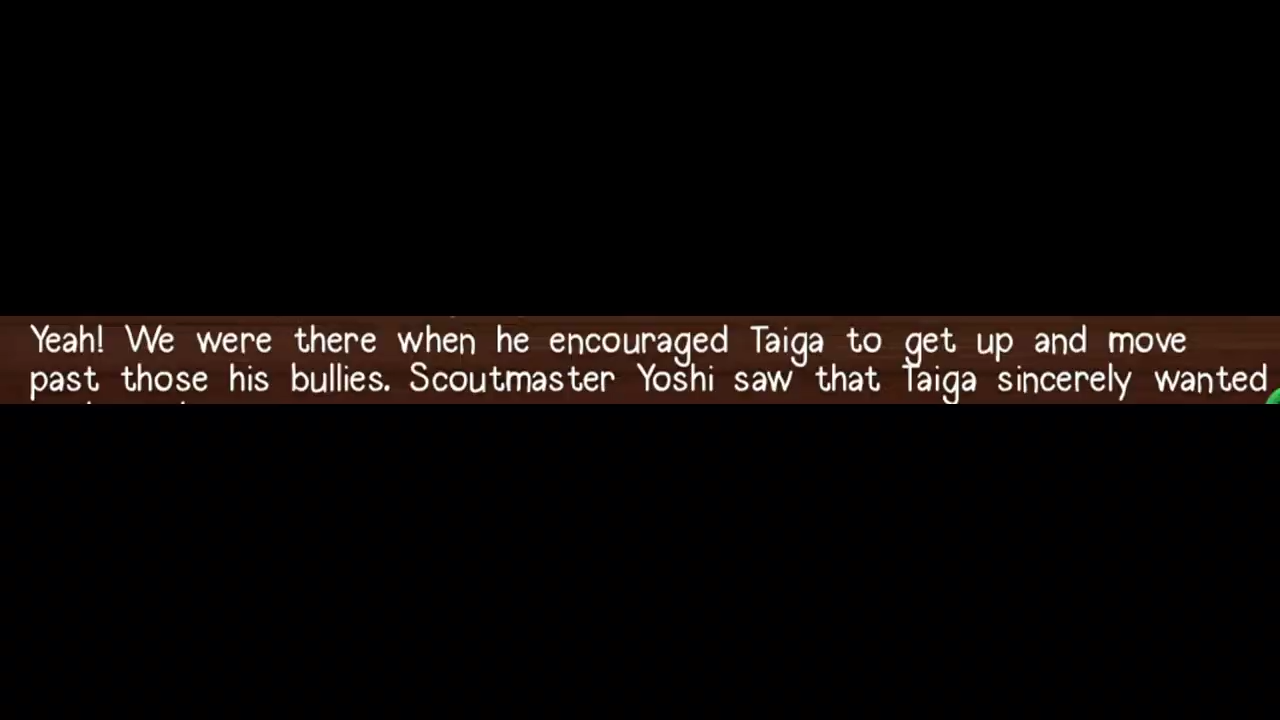 Yeah! We were there when he encouraged Taiga to get up and move
past those his bullies. Scoutmaster Yoshi saw that Taiga sincerely wanted